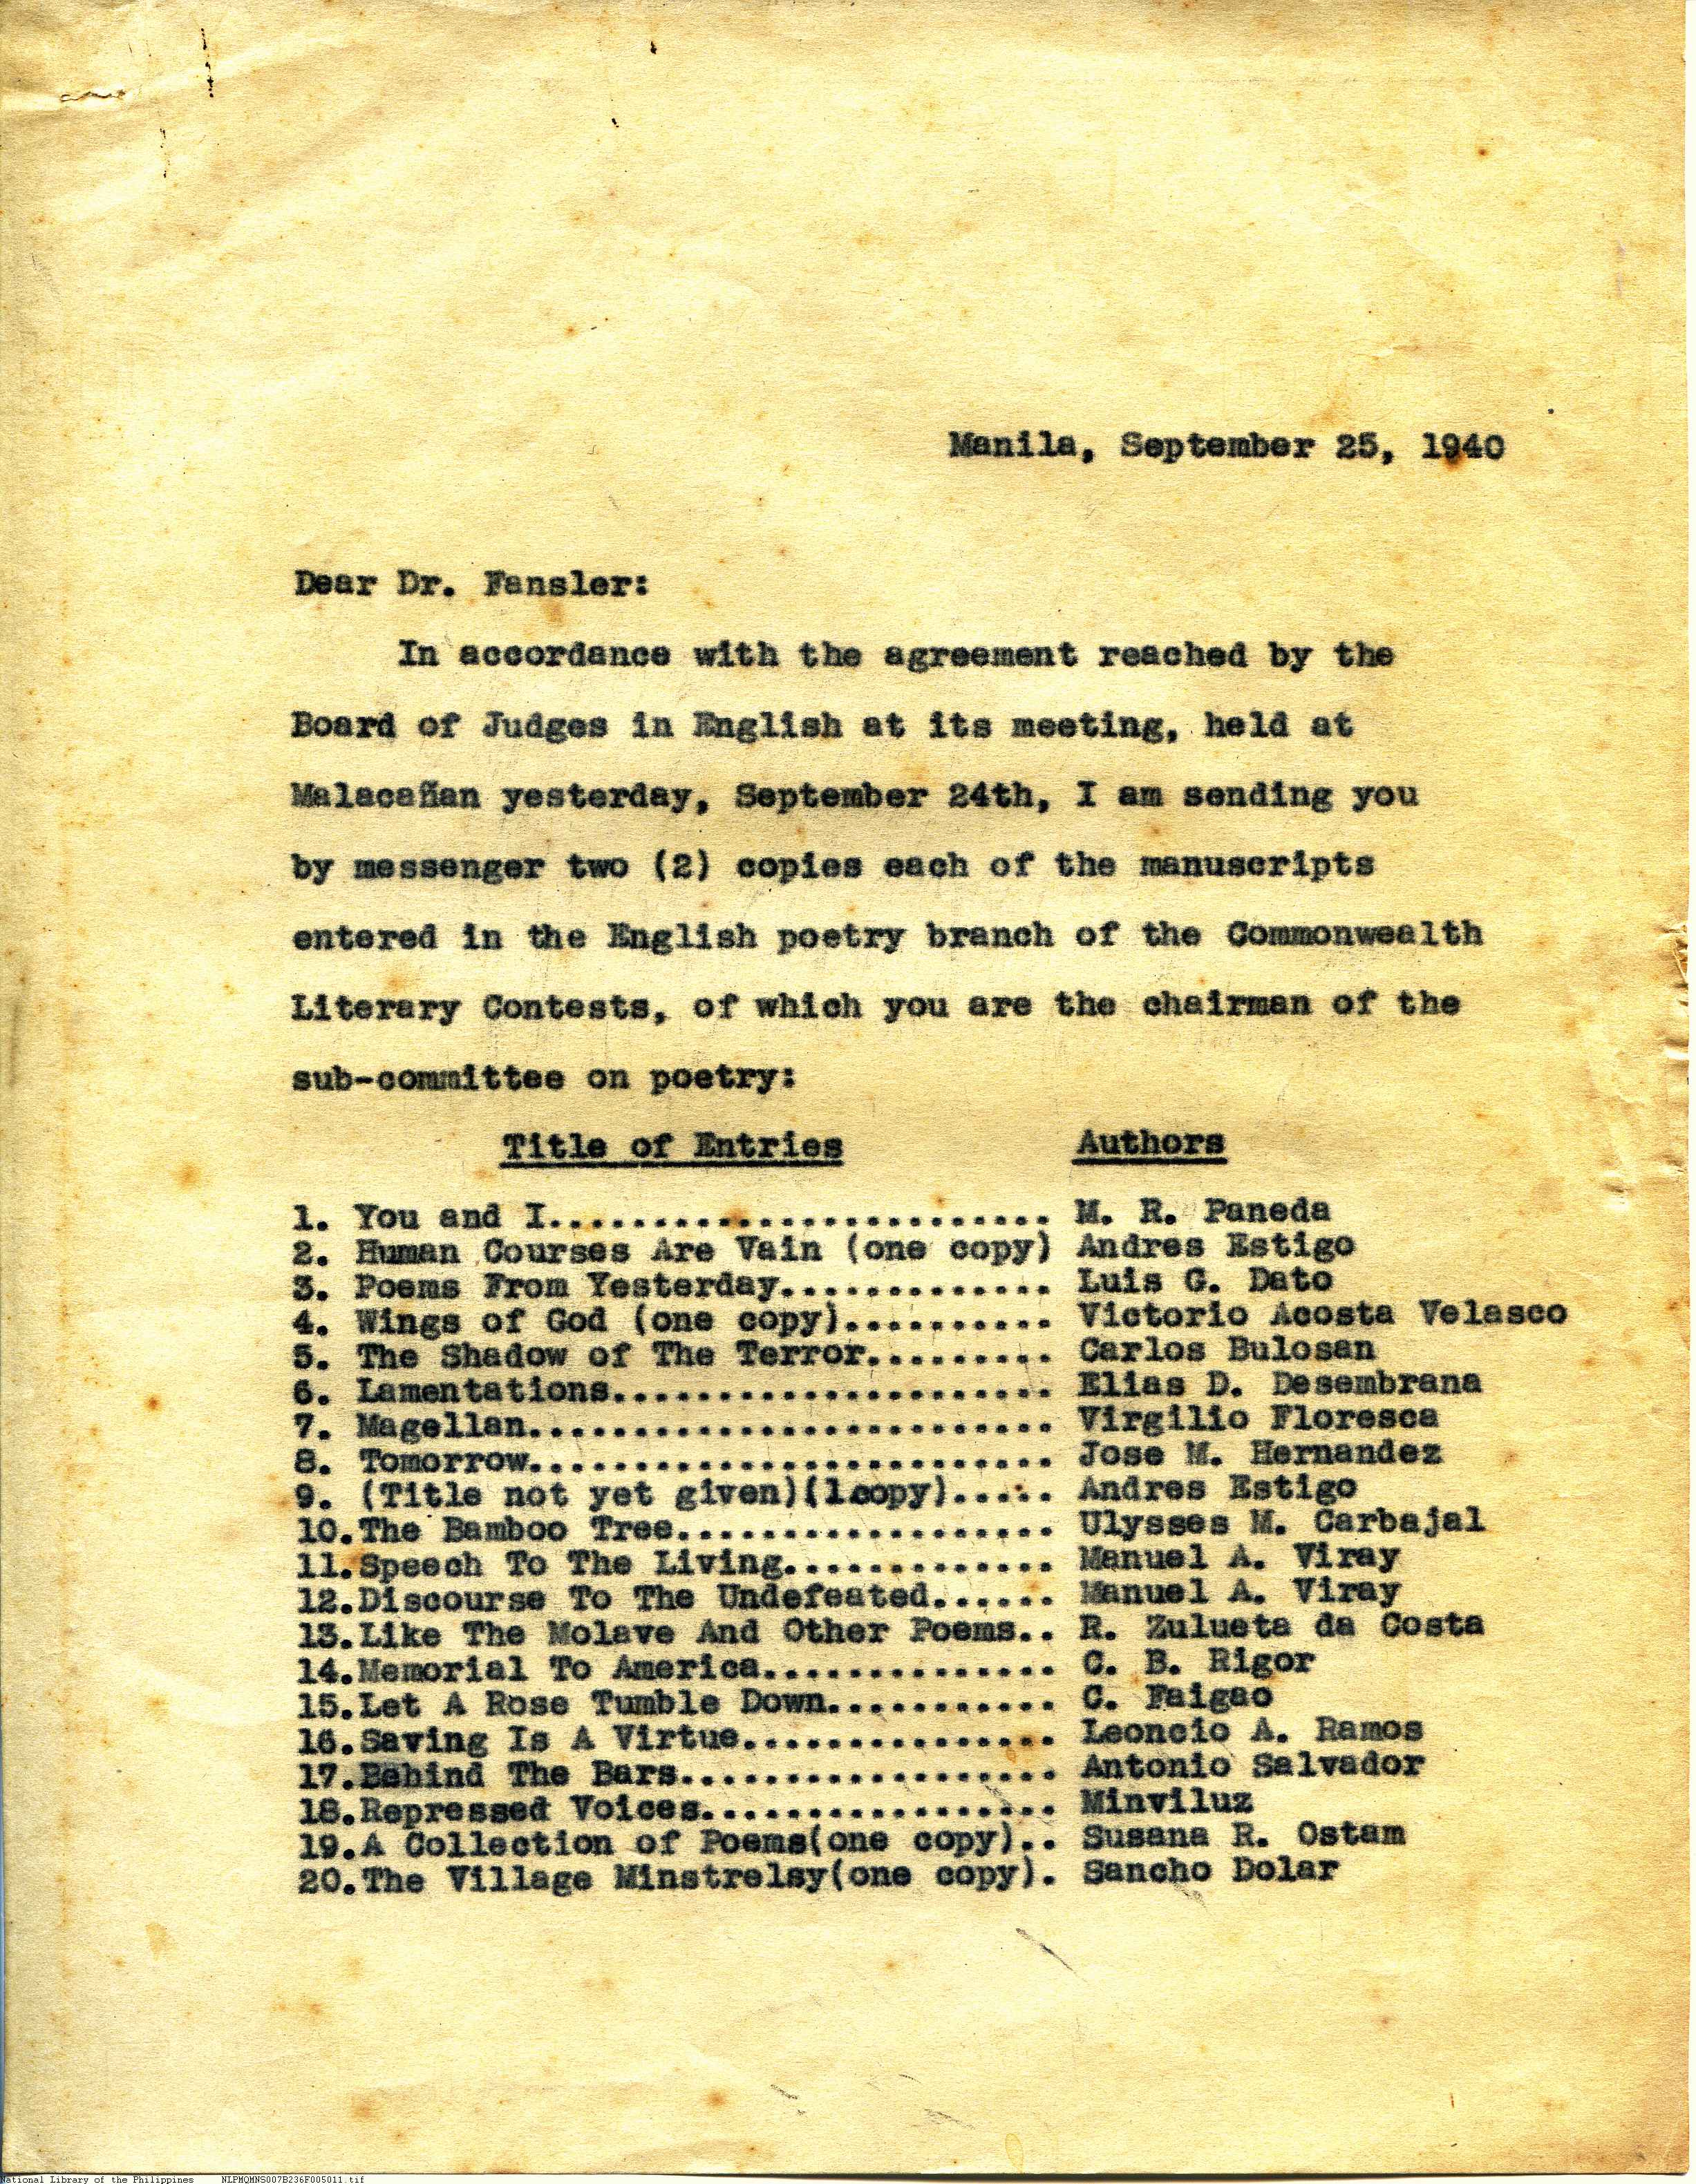 Manila, September 25, 1940
Dear Dr. Fansler:
In accordance with the agreement reached by the
Board of Judges in English at its meeting, held at
Malacañan yesterday, September 24th, I am sending you
by messenger two (2) copies each of the manuscripts
entered in the English poetry branch of the Commonwealth
Literary Contests, of which you are the chairman of the
sub-committee on poetry:
Title of Entries Authors
1. You and I........................ M. R. Paneda
2. Human Courses Are Vain (one copy) Andres Estigo
3. Poems From Yesterday............. Luis G. Dato
4. Wings of God (one copy).......... Victorio Acosta Velasco
5. The Shadow of The Terror......... Carlos Bulosan
6. Lamentations..................... Elias D. Desembrana
7. Magellan......................... Virgilio Floresca
8. Tomorrow......................... Jose M. Hernandez
9. (Title not yet given)(1copy)..... Andres Estigo
10.The Bamboo Tree.................. Ulysses M. Carbajal
11.Speech To The Living............. Manuel A. Viray
12.Discourse To The Undefeated...... Manuel A. Viray
13.Like The Molave And Other Poems.. R. Zulueta da Costa
14.Memorial To America.............. C. B. Rigor
15.Let A Rose Tumble Down........... C. Faigao
16.Saving Is A Virtue............... Leoncio A. Ramos
17.Behind The Bars.................. Antonio Salvador
18.Repressed Voices................. Minviluz
19.A Collection of Poems(one copy).. Susana R. Ostam
20.The Village Minstrelsy(one copy). Sancho Dolar
National Library of the Philippines NLPMQMNS007B236F005011.tif